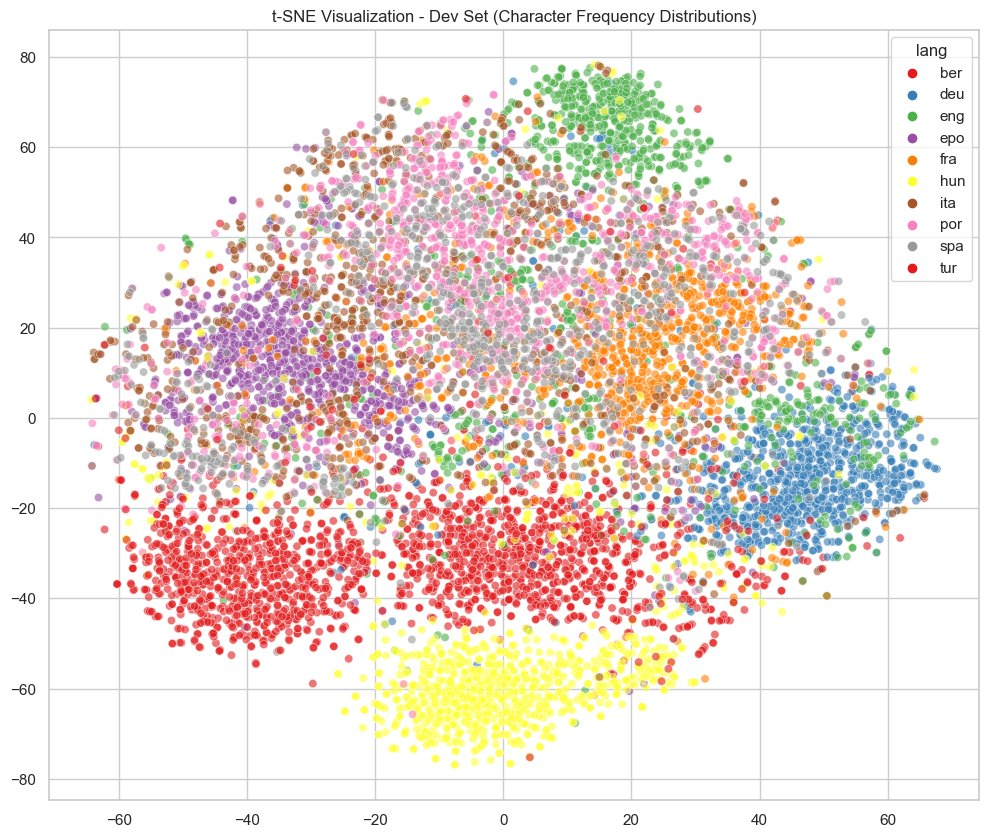 t-SNE Visualization - Dev Set (Character Frequency Distributions)
lang
ber
deu
eng
epo
fra
hun
ita
por
spa
tur
80
60
40
20
0
−20
−40
−60
−80
−60 −40 −20 0 20 40 60